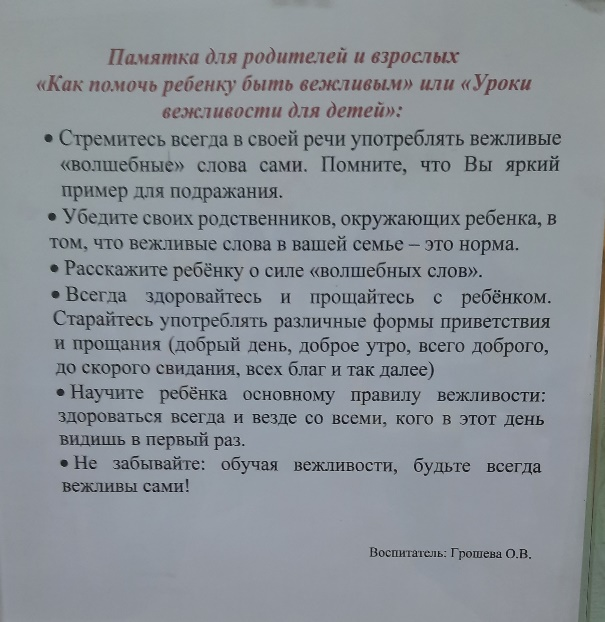 Памятка для родителей и взрослых
«Как помочь ребенку быть вежливым» или «Уроки
вежливости для детей»:
• Стремитесь всегда в своей речи употреблять вежливые
«волшебные» слова сами. Помните, что Вы яркий
пример для подражания.
• Убедите своих родственников, окружающих ребенка, в
том, что вежливые слова в вашей семье – это норма.
• Расскажите ребёнку о силе «волшебных слов».
• Всегда здоровайтесь и прощайтесь с ребёнком.
Старайтесь употреблять различные формы приветствия
и прощания (добрый день, доброе утро, всего доброго,
до скорого свидания, всех благ и так далее)
• Научите ребёнка основному правилу вежливости:
здороваться всегда и везде со всеми, кого в этот день
видишь в первый раз.
• Не забывайте: обучая вежливости, будьте всегда
вежливы сами!
Воспитатель: Грошева О.В.